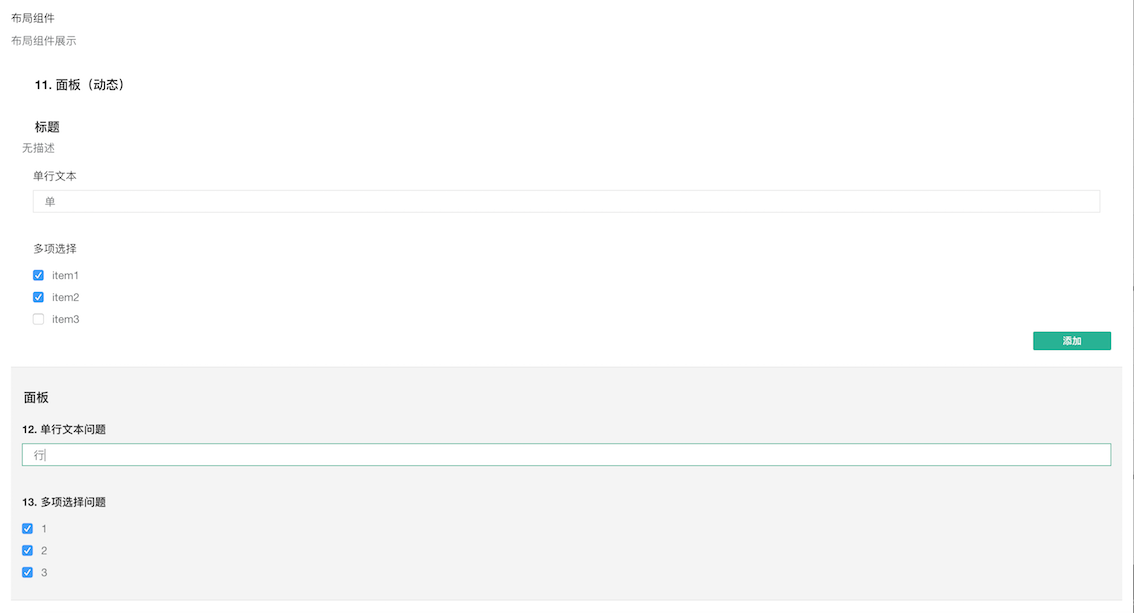 布局组件
布局组件展示
11. 面板（动态）
标题
无描述
单行文本
单
多项选择
item1
item2
item3
添加
面板
12. 单行文本问题
行
13. 多项选择问题
1
2
3